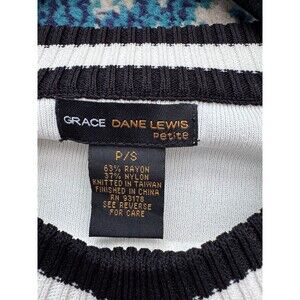 GRACE DANE LEWIS
Petite
P/S
63% RAYON
37% NYLON
KNITTED IN TAIWAN
FINISHED IN CHINA
RN 93178
SEE REVERSE
FOR CARE